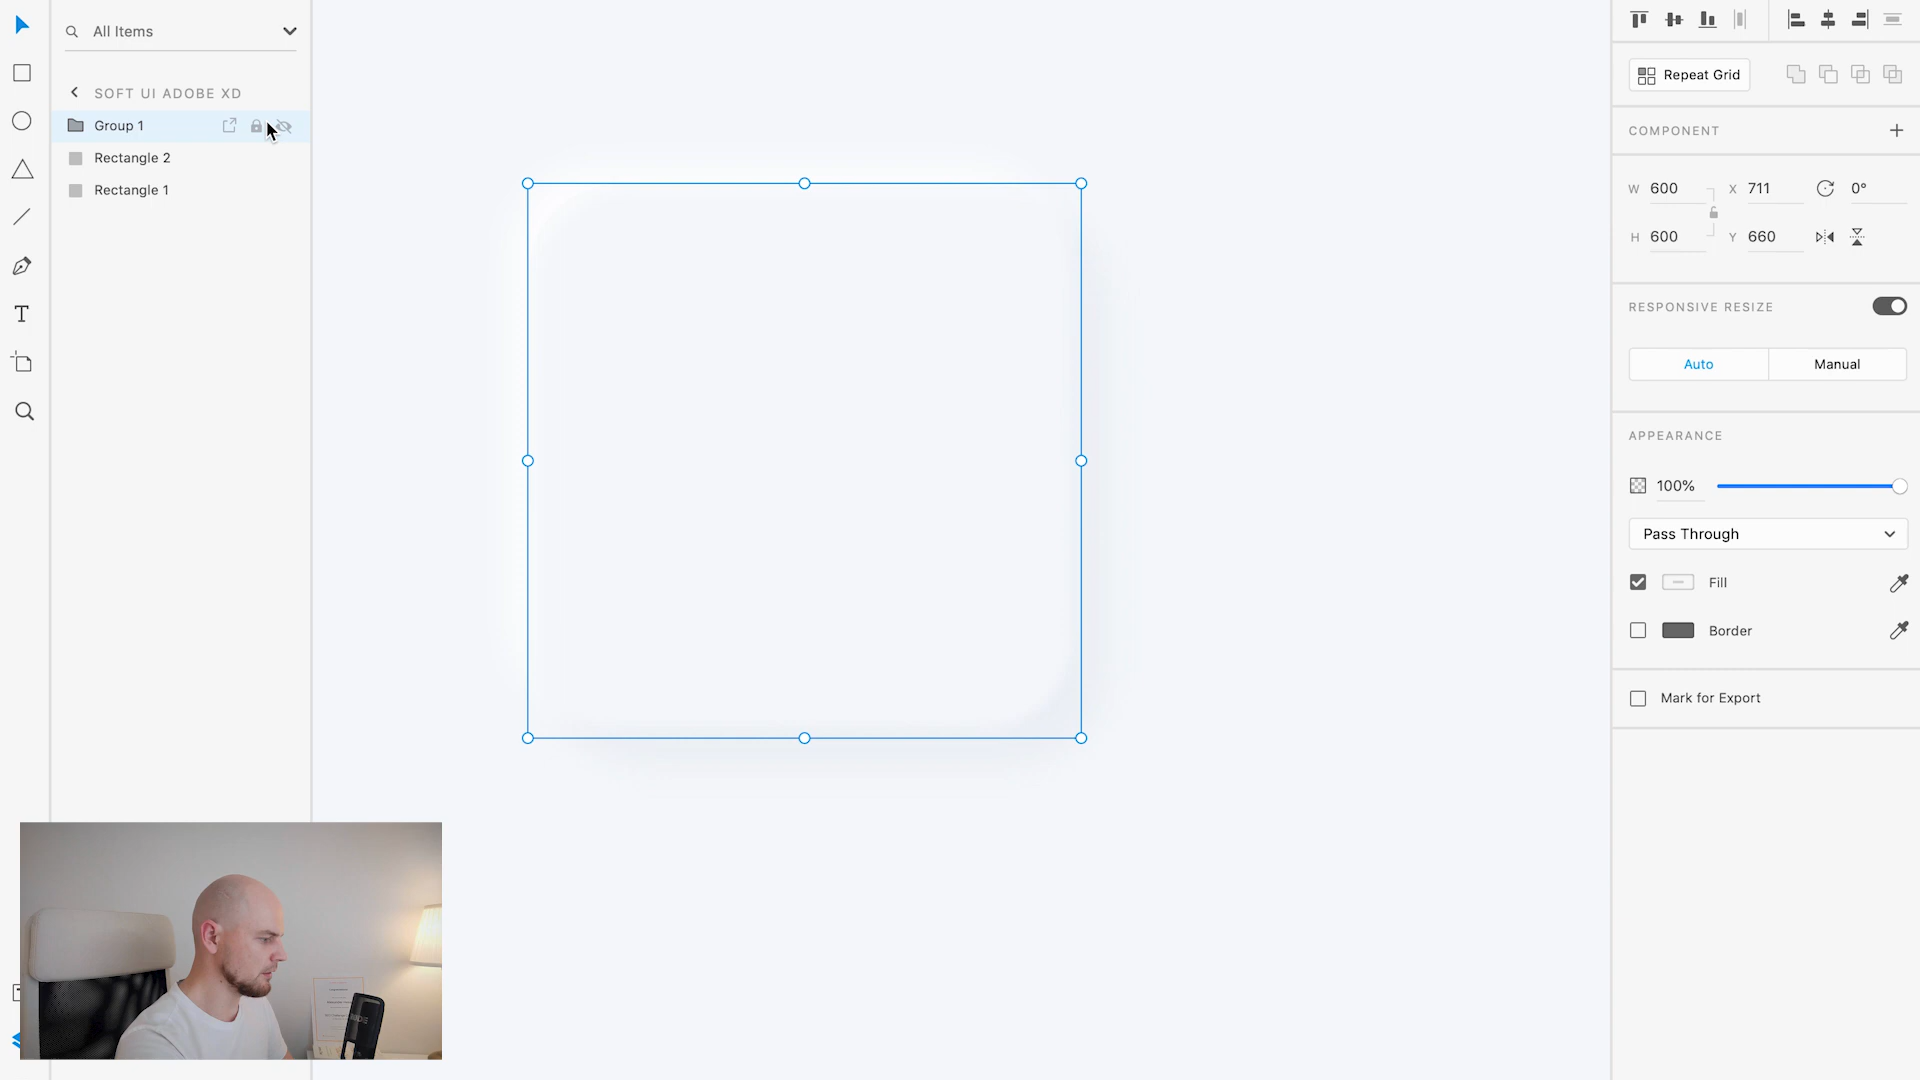 All Items
SOFT UI ADOBE XD
Group 1
Rectangle 2
Rectangle 1
Repeat Grid
COMPONENT
W 600 X 711 0°
H 600 Y 660
RESPONSIVE RESIZE
Auto Manual
APPEARANCE
100%
Pass Through
Fill
Border
Mark for Export